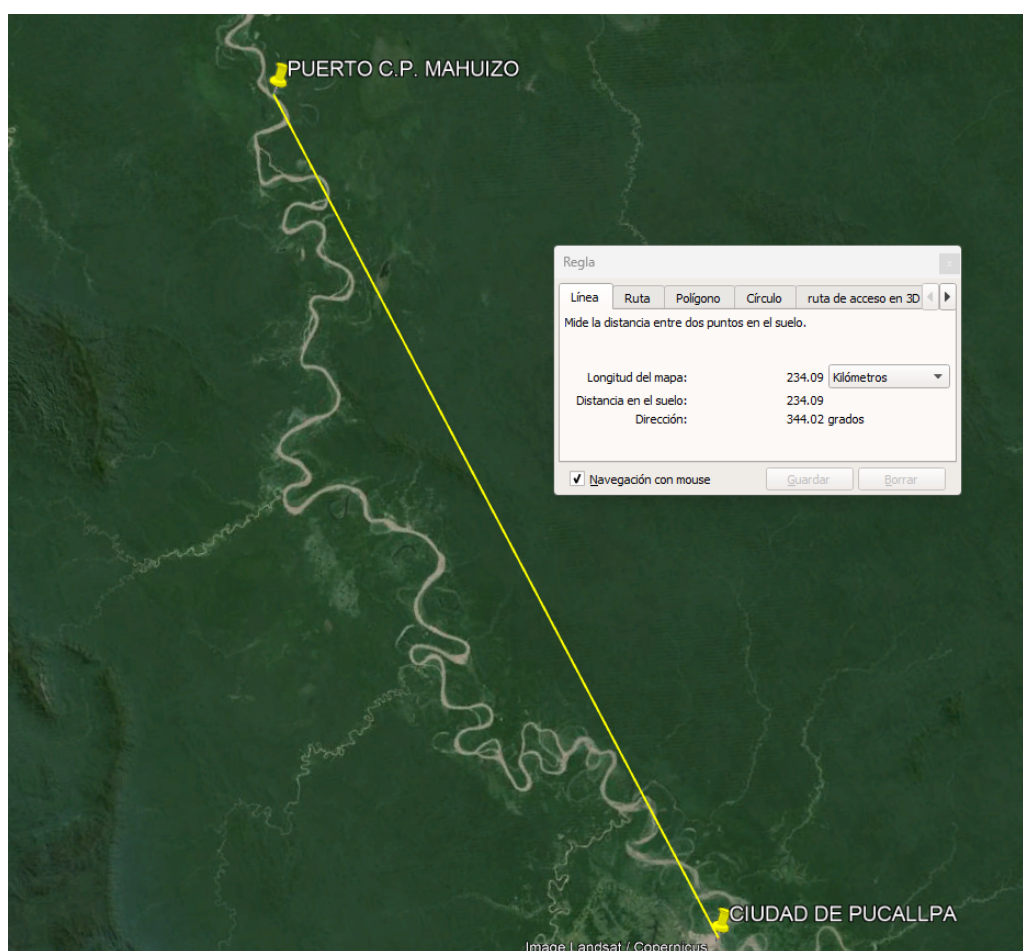 PUERTO C.P. MAHUIZO
Regla
x
Línea Ruta Polígono Círculo ruta de acceso en 3D
Mide la distancia entre dos puntos en el suelo.
Longitud del mapa: 234.09 Kilómetros
Distancia en el suelo: 234.09
Dirección: 344.02 grados
Navegación con mouse Guardar Borrar
CIUDAD DE PUCALLPA
Image Landsat / Copernicus